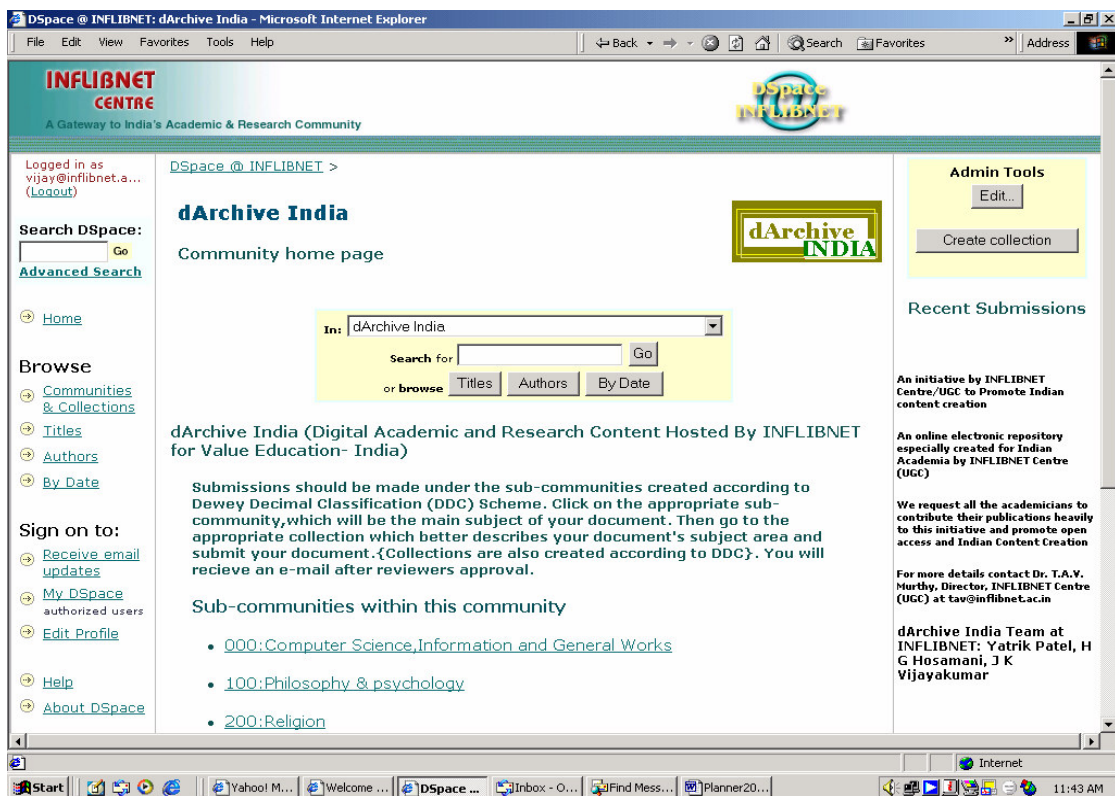 DSpace @ INFLIBNET: dArchive India - Microsoft Internet Explorer
File Edit View Favorites Tools Help
Back Search Favorites » Address
INFLIBNET
CENTRE
A Gateway to India's Academic & Research Community
DSpace
INFLIBNET
Logged in as
vijay@inflibnet.a...
(Logout)
Search DSpace:
Go
Advanced Search
Home
Browse
Communities
& Collections
Titles
Authors
By Date
Sign on to:
Receive email
updates
My DSpace
authorized users
Edit Profile
Help
About DSpace
DSpace @ INFLIBNET >
dArchive India
Community home page
dArchive
INDIA
In: dArchive India
Search for Go
or browse Titles Authors By Date
dArchive India (Digital Academic and Research Content Hosted By INFLIBNET
for Value Education- India)
Submissions should be made under the sub-communities created according to
Dewey Decimal Classification (DDC) Scheme. Click on the appropriate sub-
community,which will be the main subject of your document. Then go to the
appropriate collection which better describes your document's subject area and
submit your document.{Collections are also created according to DDC}. You will
recieve an e-mail after reviewers approval.
Sub-communities within this community
• 000:Computer Science,Information and General Works
• 100:Philosophy & psychology
• 200:Religion
Admin Tools
Edit...
Create collection
Recent Submissions
An initiative by INFLIBNET
Centre/UGC to Promote Indian
content creation
An online electronic repository
especially created for Indian
Academia by INFLIBNET Centre
(UGC)
We request all the academicians to
contribute their publications heavily
to this initiative and promote open
access and Indian Content Creation
For more details contact Dr. T.A.V.
Murthy, Director, INFLIBNET Centre
(UGC) at tav@inflibnet.ac.in
dArchive India Team at
INFLIBNET: Yatrik Patel, H
G Hosamani, J K
Vijayakumar
Internet
Start Yahoo! M... Welcome ... DSpace ... Inbox - O... Find Mess... Planner20... 11:43 AM